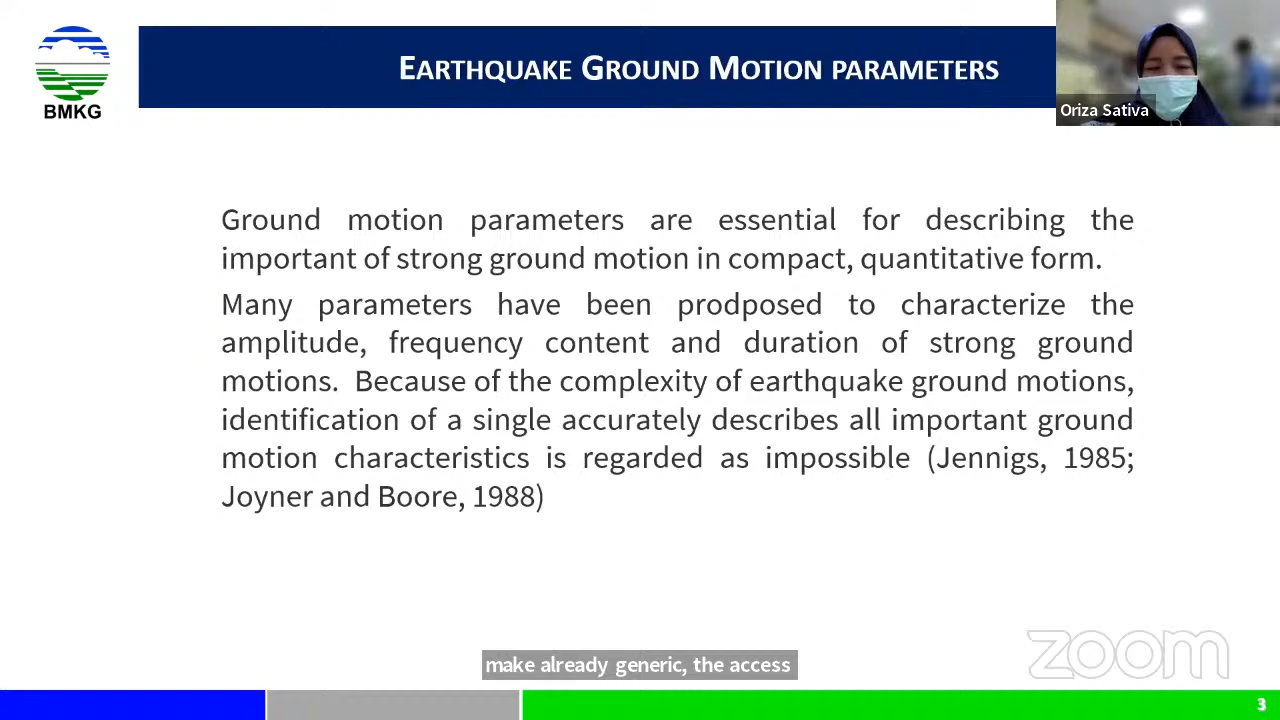 BMKG
EARTHQUAKE GROUND MOTION PARAMETERS
Oriza Sativa
Ground motion parameters are essential for describing the
important of strong ground motion in compact, quantitative form.
Many parameters have been prodposed to characterize the
amplitude, frequency content and duration of strong ground
motions. Because of the complexity of earthquake ground motions,
identification of a single accurately describes all important ground
motion characteristics is regarded as impossible (Jennigs, 1985;
Joyner and Boore, 1988)
zoom
make already generic, the access
3